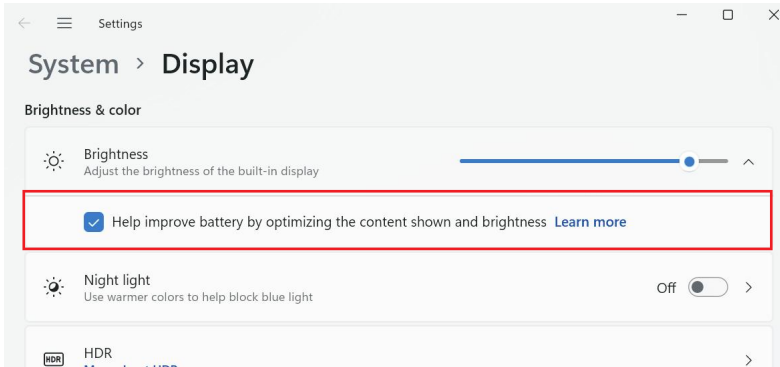 Settings
System > Display
Brightness & color
Brightness
Adjust the brightness of the built-in display
Help improve battery by optimizing the content shown and brightness Learn more
Night light
Use warmer colors to help block blue light
Off
HDR
HDR